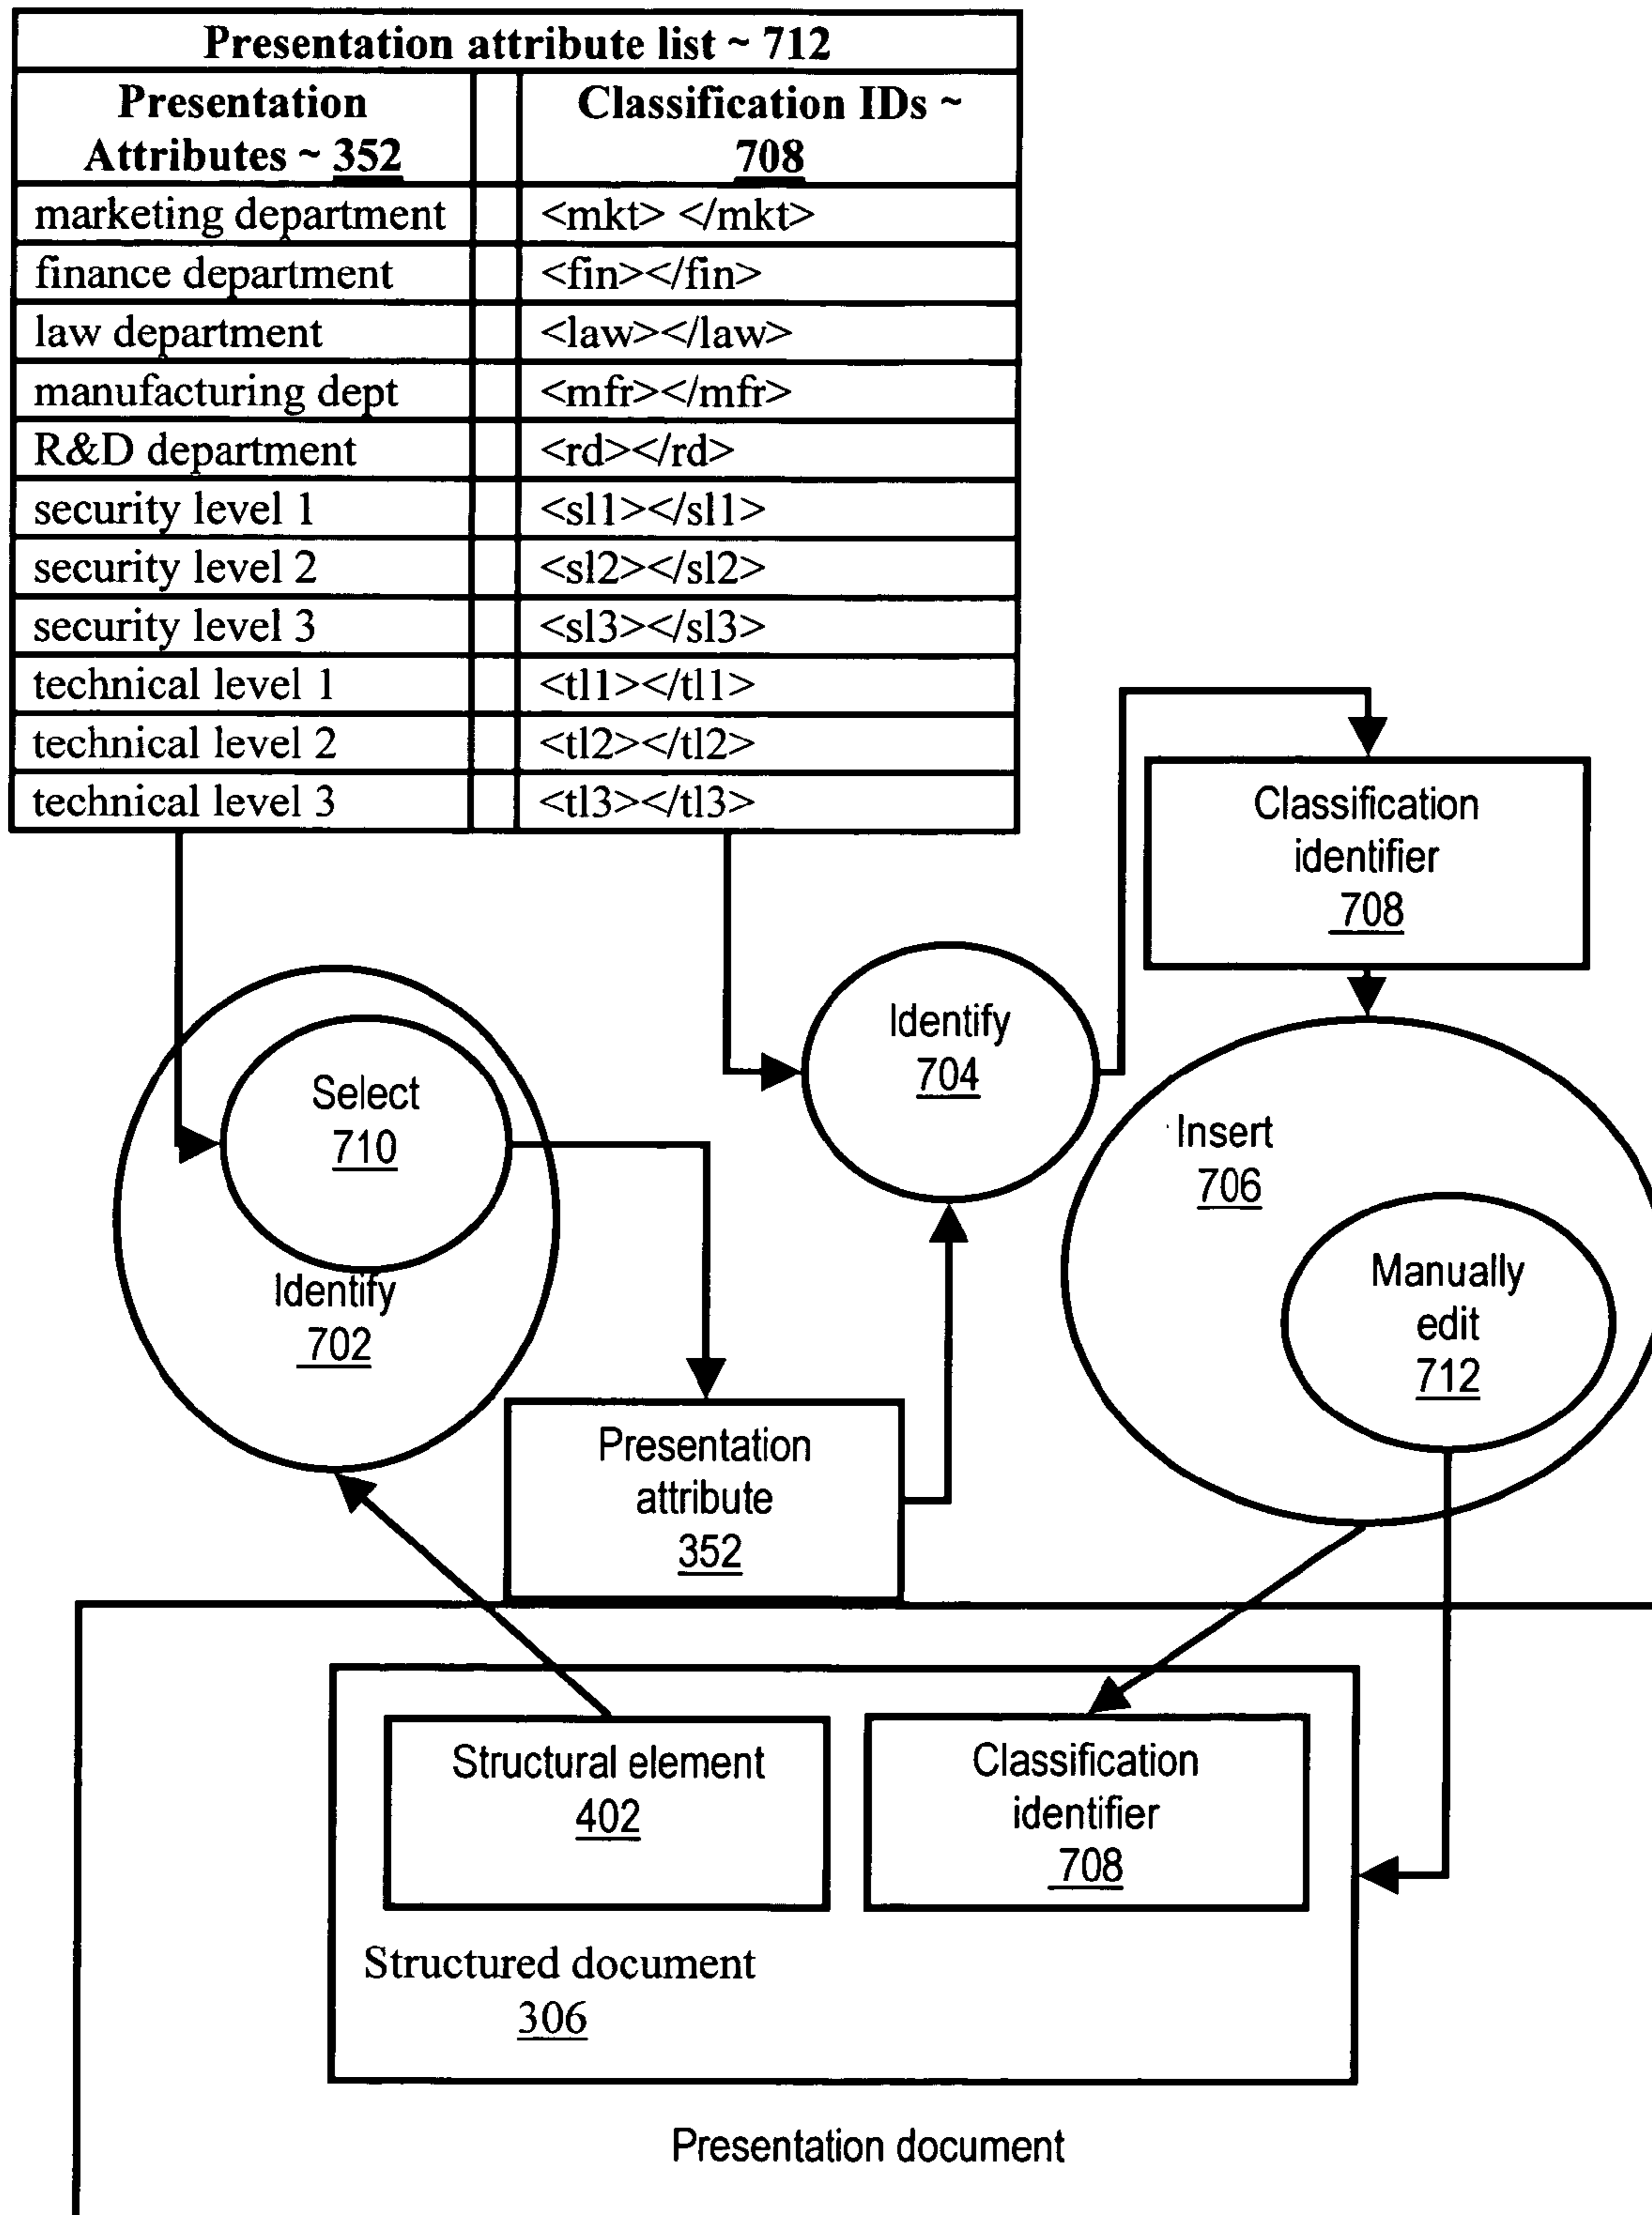 Presentation attribute list ~ 712
Presentation
Attributes ~ 352
Classification IDs ~
708
marketing department <mkt> </mkt>
finance department <fin></fin>
law department <law></law>
manufacturing dept <mfr></mfr>
R&D department <rd></rd>
security level 1 <sl1></sl1>
security level 2 <sl2></sl2>
security level 3 <sl3></sl3>
technical level 1 <tl1></tl1>
technical level 2 <tl2></tl2>
technical level 3 <tl3></tl3>
Classification
identifier
708
Identify
704
Select
710
Identify
702
Insert
706
Manually
edit
712
Presentation
attribute
352
Structural element
402
Classification
identifier
708
Structured document
306
Presentation document